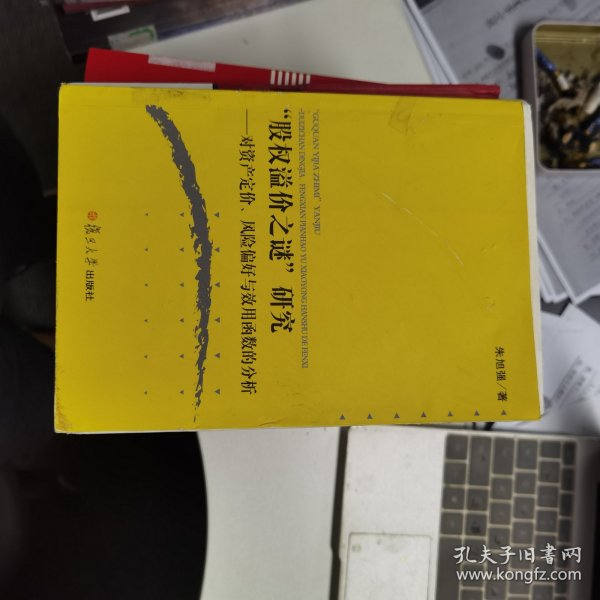 "GUQUAN YIJIA ZHIMI" YANJIU
“股权溢价之谜”研究
——对资产定价、风险偏好与效用函数的分析
朱旭强/著
复旦大学出版社
孔夫子旧书网
www.kongfz.com